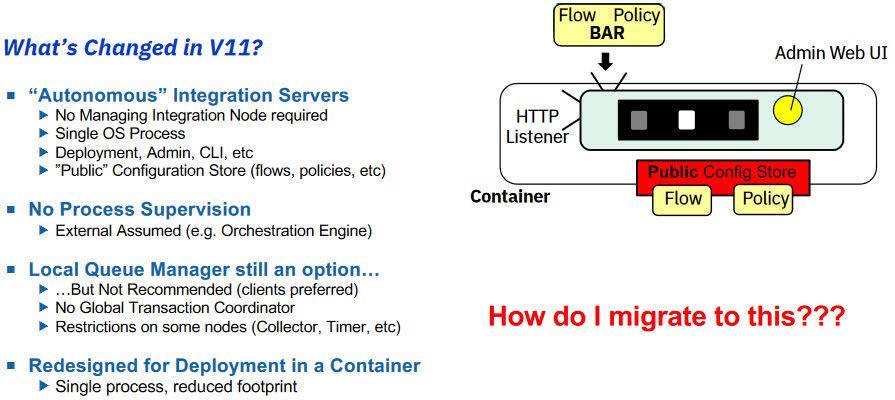 What's Changed in V11?
"Autonomous" Integration Servers
No Managing Integration Node required
Single OS Process
Deployment, Admin, CLI, etc
"Public" Configuration Store (flows, policies, etc)
No Process Supervision
External Assumed (e.g. Orchestration Engine)
Local Queue Manager still an option…
…But Not Recommended (clients preferred)
No Global Transaction Coordinator
Restrictions on some nodes (Collector, Timer, etc)
Redesigned for Deployment in a Container
Single process, reduced footprint
Flow Policy
BAR
Admin Web UI
HTTP
Listener
Public Config Store
Container
Flow
Policy
How do I migrate to this???